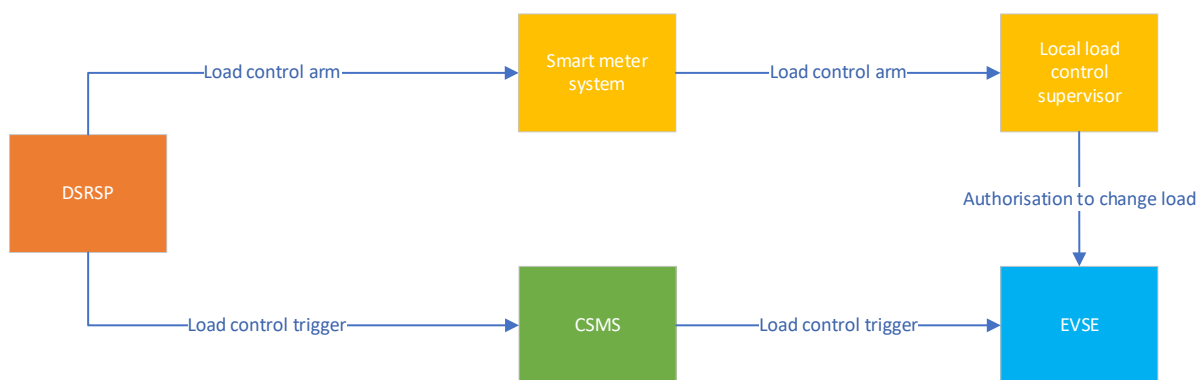 Load control arm
Smart meter
system
Load control arm
Local load
control
supervisor
DSRSP
Authorisation to change load
Load control trigger
CSMS
Load control trigger
EVSE